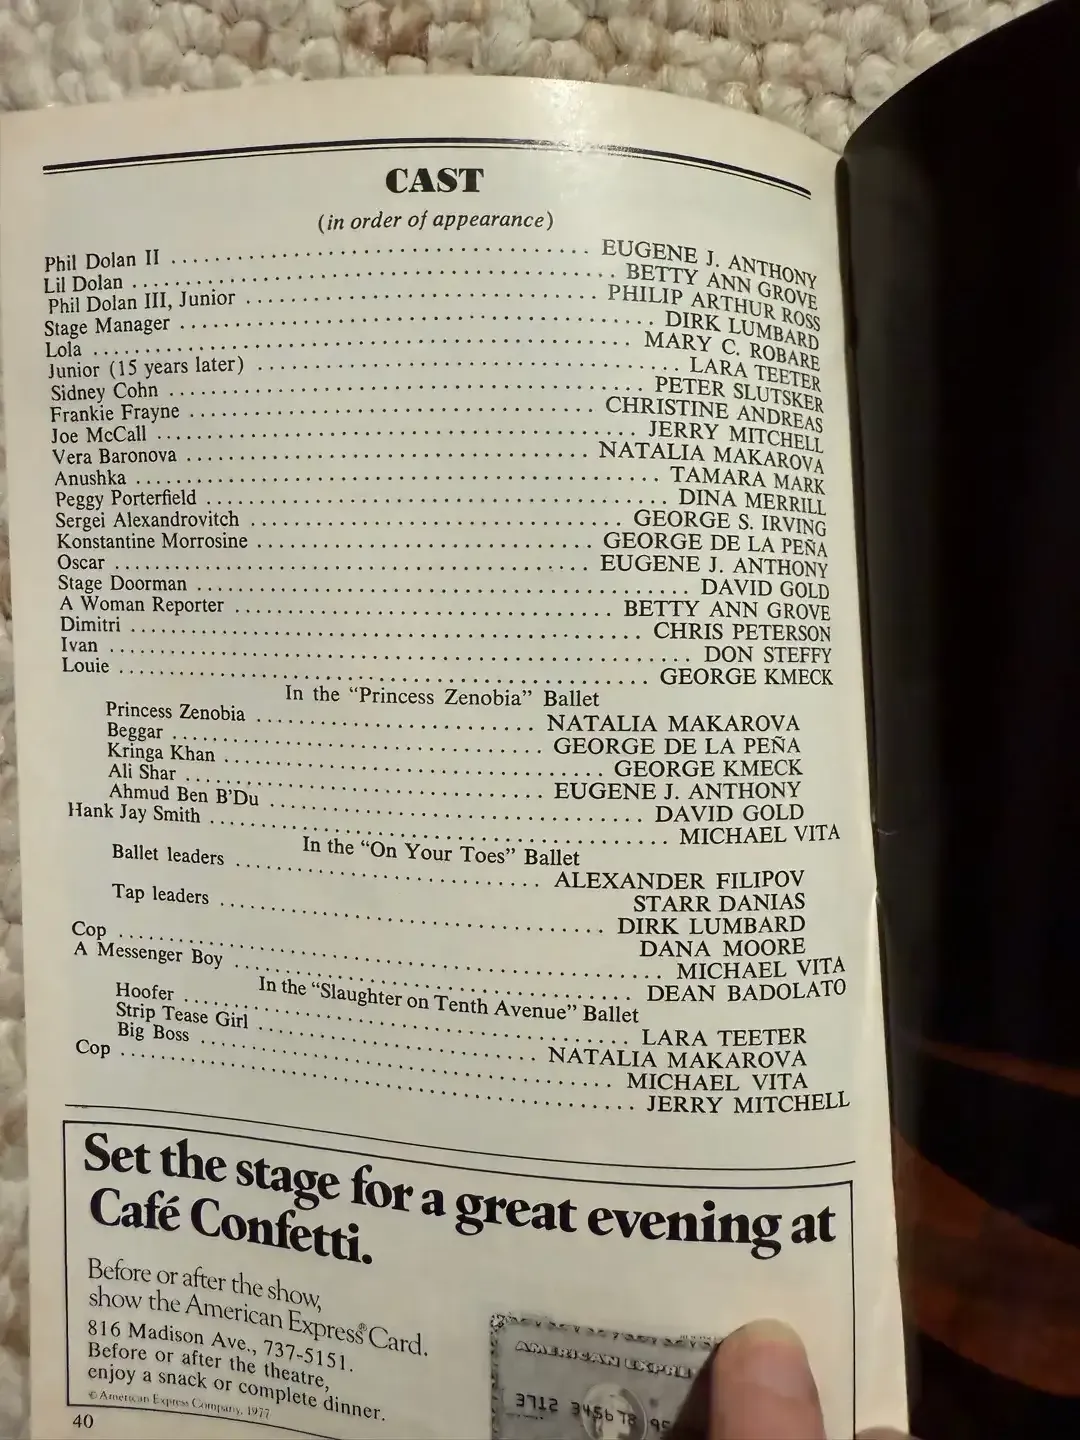 CAST
(in order of appearance)
Phil Dolan II ........ EUGENE J. ANTHONY
Lil Dolan ........ BETTY ANN GROVE
Phil Dolan III, Junior ........ PHILIP ARTHUR ROSS
Stage Manager ........ DIRK LUMBARD
Lola ........ MARY C. ROBARE
Junior (15 years later) ........ LARA TEETER
Sidney Cohn ........ PETER SLUTSKER
Frankie Frayne ........ CHRISTINE ANDREAS
Joe McCall ........ JERRY MITCHELL
Vera Baronova ........ NATALIA MAKAROVA
Anushka ........ TAMARA MARK
Peggy Porterfield ........ DINA MERRILL
Sergei Alexandrovitch ........ GEORGE S. IRVING
Konstantine Morrosine ........ GEORGE DE LA PEÑA
Oscar ........ EUGENE J. ANTHONY
Stage Doorman ........ DAVID GOLD
A Woman Reporter ........ BETTY ANN GROVE
Dimitri ........ CHRIS PETERSON
Ivan ........ DON STEFFY
Louie ........ GEORGE KMECK
In the “Princess Zenobia” Ballet
Princess Zenobia ........ NATALIA MAKAROVA
Beggar ........ GEORGE DE LA PEÑA
Kringa Khan ........ GEORGE KMECK
Ali Shar ........ EUGENE J. ANTHONY
Ahmud Ben B'Du ........ DAVID GOLD
Hank Jay Smith ........ MICHAEL VITA
In the “On Your Toes” Ballet
Ballet leaders ........ ALEXANDER FILIPOV
STARR DANIAS
Tap leaders ........ DIRK LUMBARD
DANA MOORE
Cop ........ MICHAEL VITA
A Messenger Boy ........ DEAN BADOLATO
In the “Slaughter on Tenth Avenue” Ballet
Hoofer ........ LARA TEETER
Strip Tease Girl ........ NATALIA MAKAROVA
Big Boss ........ MICHAEL VITA
Cop ........ JERRY MITCHELL
Set the stage for a great evening at
Café Confetti.
Before or after the show,
show the American Express® Card.
816 Madison Ave., 737-5151.
Before or after the theatre,
enjoy a snack or complete dinner.
© American Express Company, 1977
AMERICAN EXPRE
3712 345678 95
40